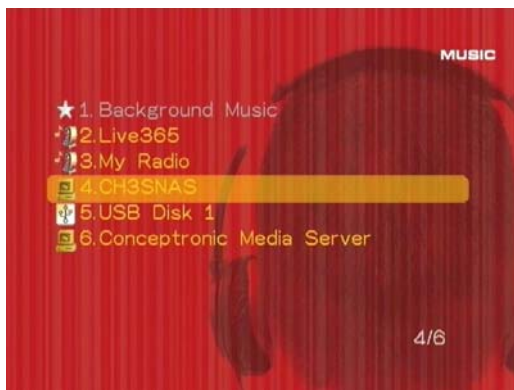 MUSIC
1. Background Music
2. Live365
3. My Radio
4. CH3SNAS
5. USB Disk 1
6. Conceptronic Media Server
4/6